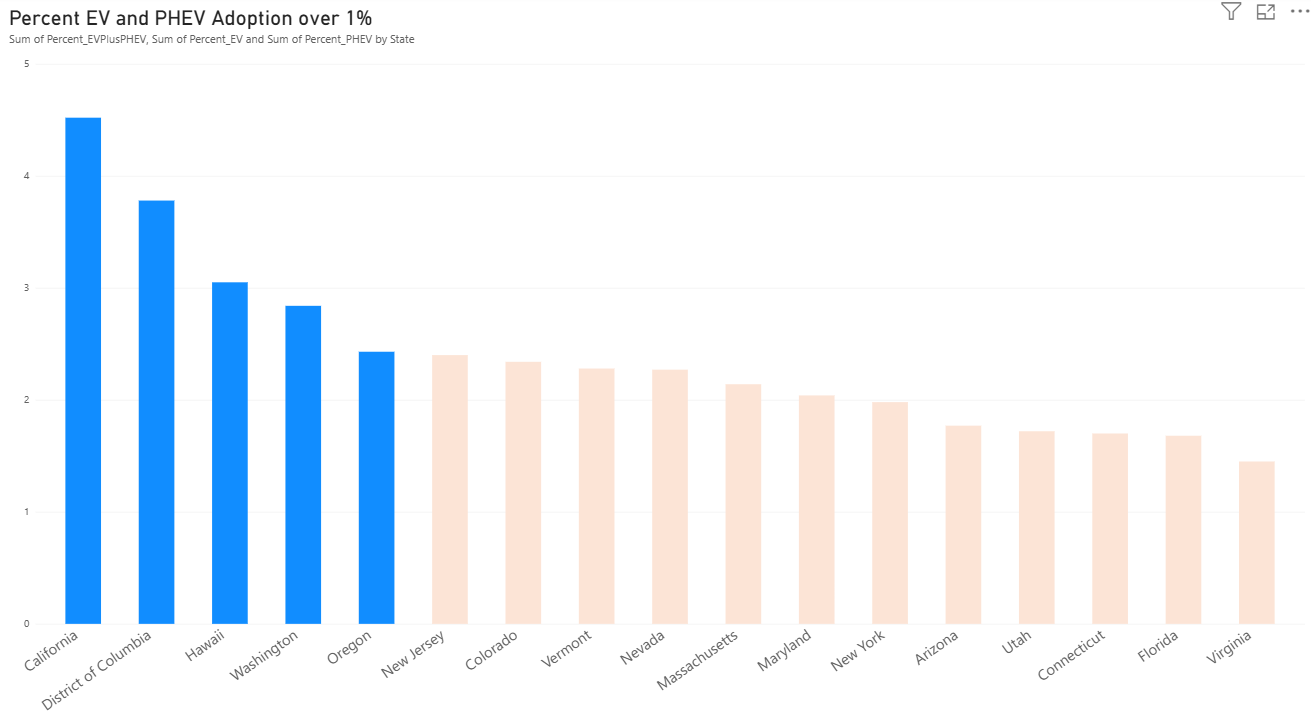 Percent EV and PHEV Adoption over 1%
Sum of Percent_EVPlusPHEV, Sum of Percent_EV and Sum of Percent_PHEV by State
5
4
3
2
1
0
California
District of Columbia
Hawaii
Washington
Oregon
New Jersey
Colorado
Vermont
Nevada
Massachusetts
Maryland
New York
Arizona
Utah
Connecticut
Florida
Virginia